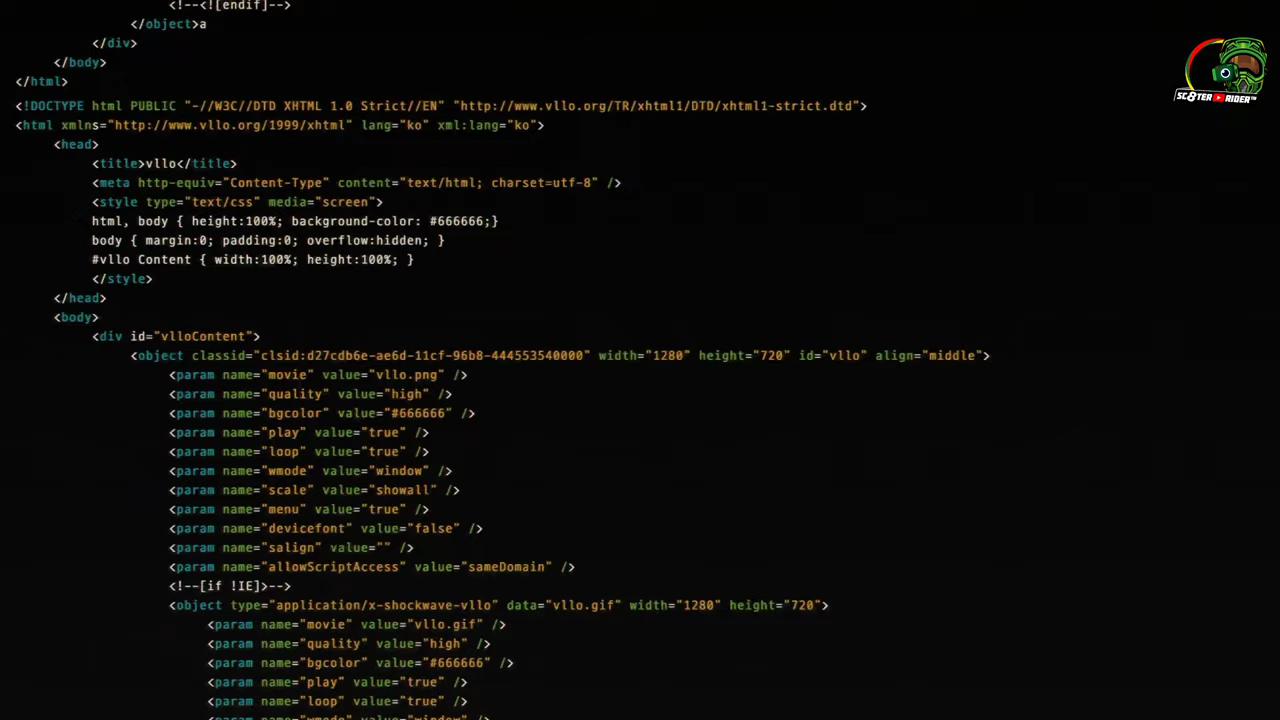 <!--<![endif]-->
</object>a
</div>
</body>
</html>
<!DOCTYPE html PUBLIC "-//W3C//DTD XHTML 1.0 Strict//EN" "http://www.vllo.org/TR/xhtml1/DTD/xhtml1-strict.dtd">
<html xmlns="http://www.vllo.org/1999/xhtml" lang="ko" xml:lang="ko">
<head>
<title>vllo</title>
<meta http-equiv="Content-Type" content="text/html; charset=utf-8" />
<style type="text/css" media="screen">
html, body { height:100%; background-color: #666666;}
body { margin:0; padding:0; overflow:hidden; }
#vllo Content { width:100%; height:100%; }
</style>
</head>
<body>
<div id="vlloContent">
<object classid="clsid:d27cdb6e-ae6d-11cf-96b8-444553540000" width="1280" height="720" id="vllo" align="middle">
<param name="movie" value="vllo.png" />
<param name="quality" value="high" />
<param name="bgcolor" value="#666666" />
<param name="play" value="true" />
<param name="loop" value="true" />
<param name="wmode" value="window" />
<param name="scale" value="showall" />
<param name="menu" value="true" />
<param name="devicefont" value="false" />
<param name="salign" value="" />
<param name="allowScriptAccess" value="sameDomain" />
<!--[if !IE]>-->
<object type="application/x-shockwave-vllo" data="vllo.gif" width="1280" height="720">
<param name="movie" value="vllo.gif" />
<param name="quality" value="high" />
<param name="bgcolor" value="#666666" />
<param name="play" value="true" />
<param name="loop" value="true" />
<param name="wmode" value="window" />
SC8TER RIDER™